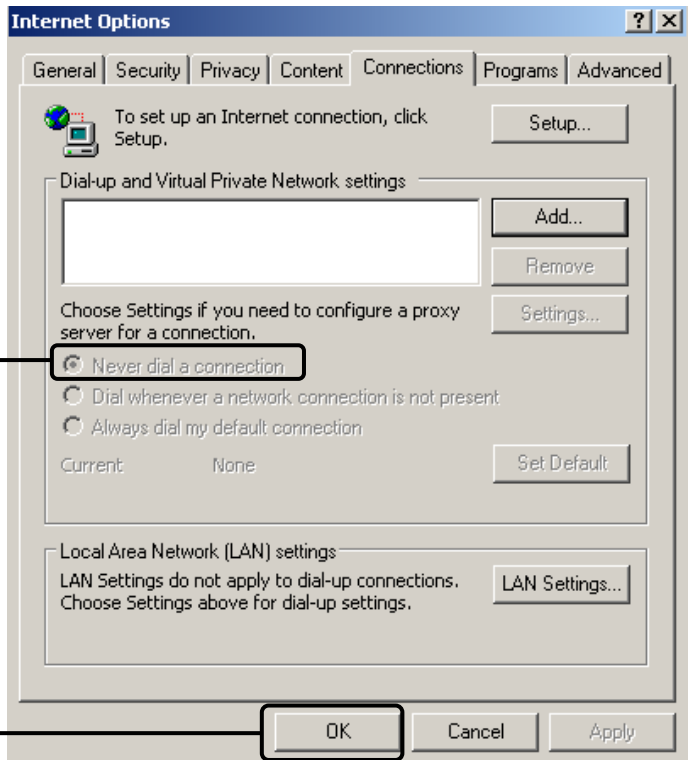 Internet Options
General Security Privacy Content Connections Programs Advanced
To set up an Internet connection, click
Setup.
Setup...
Dial-up and Virtual Private Network settings
Add...
Remove
Choose Settings if you need to configure a proxy
server for a connection.
Settings...
Never dial a connection
Dial whenever a network connection is not present
Always dial my default connection
Current None Set Default
Local Area Network (LAN) settings
LAN Settings do not apply to dial-up connections.
Choose Settings above for dial-up settings.
LAN Settings...
OK Cancel Apply